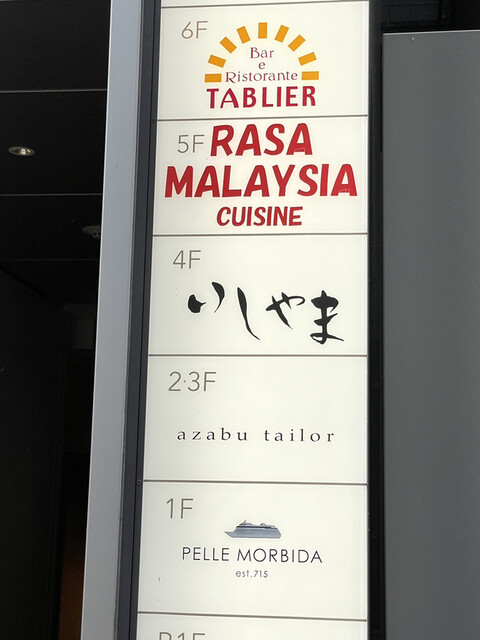 6F
Bar
e
Ristorante
TABLIER
5F RASA
MALAYSIA
CUISINE
4F
いしやま
2·3F
azabu tailor
1F
PELLE MORBIDA
est.715
B1F